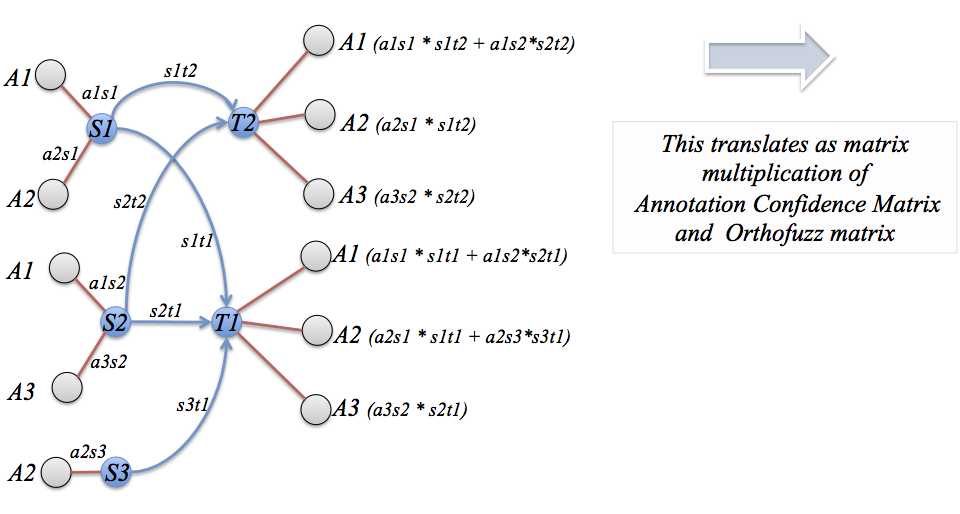 A1
a1s1
S1
a2s1
A2
s1t2
T2
A1 (a1s1 * s1t2 + a1s2*s2t2)
A2 (a2s1 * s1t2)
A3 (a3s2 * s2t2)
s2t2
s1t1
A1
a1s2
S2
s2t1
a3s2
A3
T1
A1 (a1s1 * s1t1 + a1s2*s2t1)
A2 (a2s1 * s1t1 + a2s3*s3t1)
A3 (a3s2 * s2t1)
s3t1
A2
a2s3
S3
This translates as matrix
multiplication of
Annotation Confidence Matrix
and Orthofuzz matrix